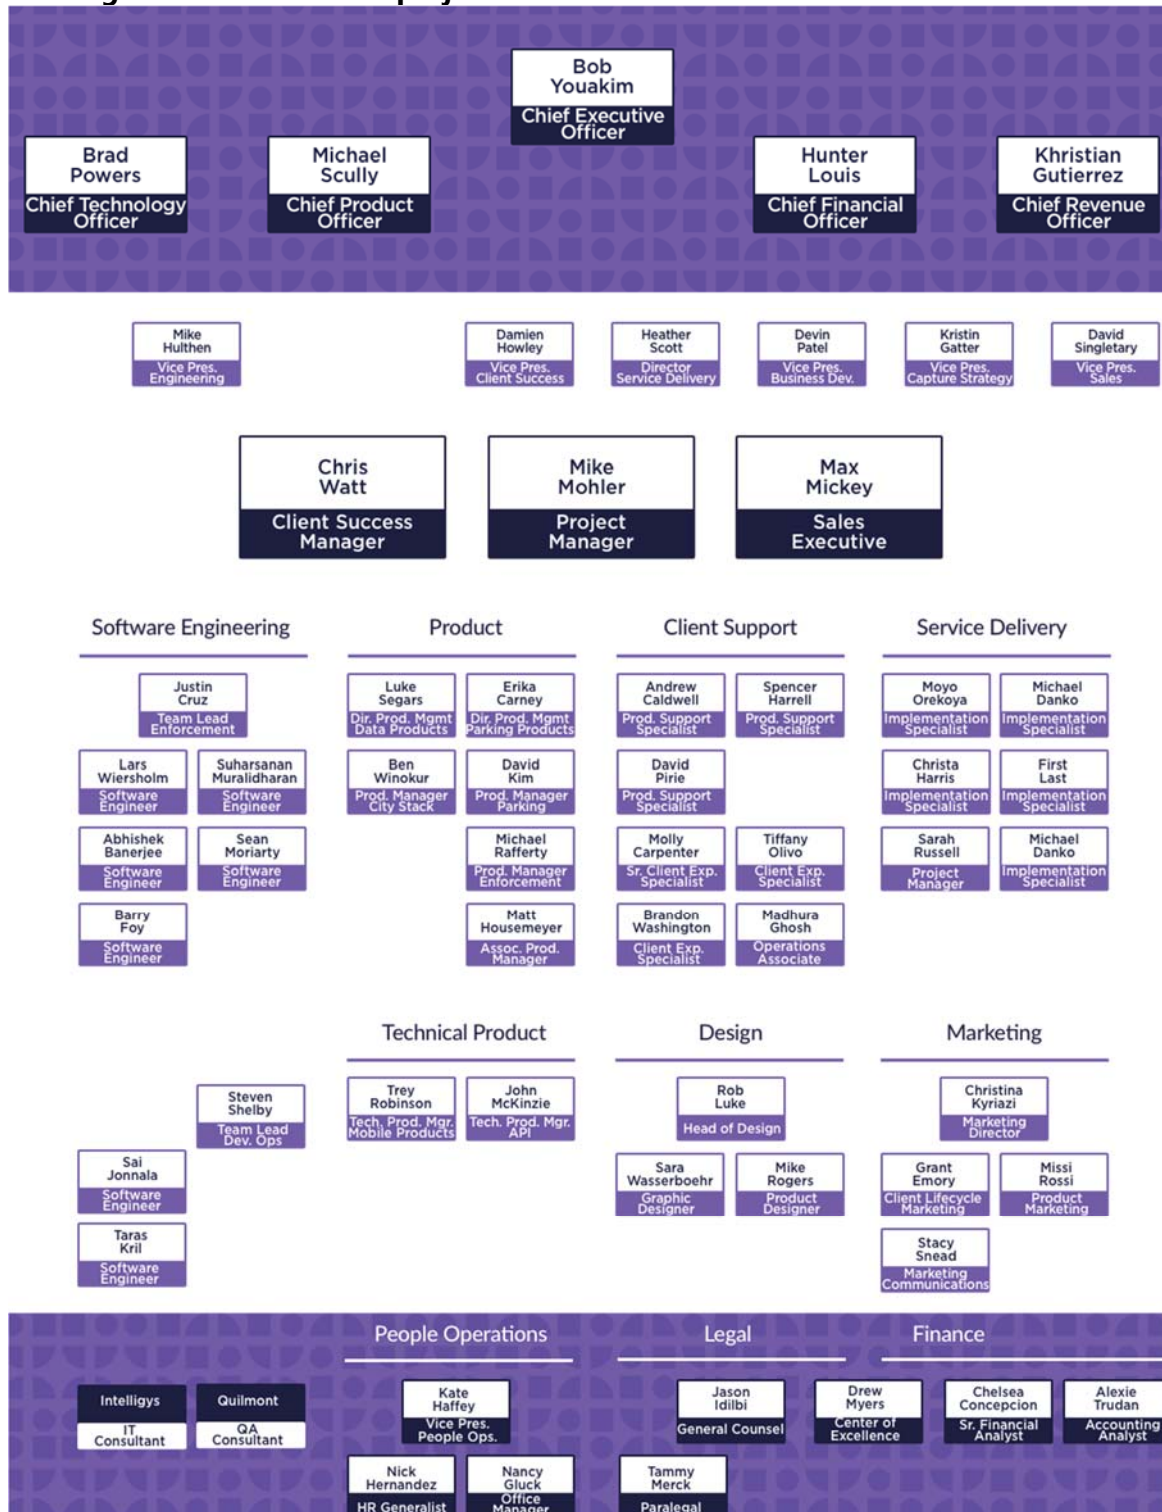 Bob
Youakim
Chief Executive
Officer
Brad
Powers
Chief Technology
Officer
Michael
Scully
Chief Product
Officer
Hunter
Louis
Chief Financial
Officer
Khristian
Gutierrez
Chief Revenue
Officer
Mike
Hulthen
Vice Pres.
Engineering
Damien
Howley
Vice Pres.
Client Success
Heather
Scott
Director
Service Delivery
Devin
Patel
Vice Pres.
Business Dev.
Kristin
Gatter
Vice Pres.
Capture Strategy
David
Singletary
Vice Pres.
Sales
Chris
Watt
Client Success
Manager
Mike
Mohler
Project
Manager
Max
Mickey
Sales
Executive
Software Engineering
Justin
Cruz
Team Lead
Enforcement
Lars
Wiersholm
Software
Engineer
Suharsanan
Muralidharan
Software
Engineer
Abhishek
Banerjee
Software
Engineer
Sean
Moriarty
Software
Engineer
Barry
Foy
Software
Engineer
Product
Luke
Segars
Dir. Prod. Mgmt
Data Products
Erika
Carney
Dir. Prod. Mgmt
Parking Products
Ben
Winokur
Prod. Manager
City Stack
David
Kim
Prod. Manager
Parking
Michael
Rafferty
Prod. Manager
Enforcement
Matt
Housemeyer
Assoc. Prod.
Manager
Client Support
Andrew
Caldwell
Prod. Support
Specialist
Spencer
Harrell
Prod. Support
Specialist
David
Pirie
Prod. Support
Specialist
Molly
Carpenter
Sr. Client Exp.
Specialist
Tiffany
Olivo
Client Exp.
Specialist
Brandon
Washington
Client Exp.
Specialist
Madhura
Ghosh
Operations
Associate
Service Delivery
Moyo
Orekoya
Implementation
Specialist
Michael
Danko
Implementation
Specialist
Christa
Harris
Implementation
Specialist
First
Last
Implementation
Specialist
Sarah
Russell
Project
Manager
Michael
Danko
Implementation
Specialist
Steven
Shelby
Team Lead
Dev. Ops
Sai
Jonnala
Software
Engineer
Taras
Kril
Software
Engineer
Technical Product
Trey
Robinson
Tech. Prod. Mgr.
Mobile Products
John
McKinzie
Tech. Prod. Mgr.
API
Design
Rob
Luke
Head of Design
Sara
Wasserboehr
Graphic
Designer
Mike
Rogers
Product
Designer
Marketing
Christina
Kyriazi
Marketing
Director
Grant
Emory
Client Lifecycle
Marketing
Missi
Rossi
Product
Marketing
Stacy
Snead
Marketing
Communications
Intelligys
IT
Consultant
Quilmont
QA
Consultant
People Operations
Kate
Haffey
Vice Pres.
People Ops.
Nick
Hernandez
HR Generalist
Nancy
Gluck
Office
Manager
Legal
Jason
Idilbi
General Counsel
Tammy
Merck
Paralegal
Finance
Drew
Myers
Center of
Excellence
Chelsea
Concepcion
Sr. Financial
Analyst
Alexie
Trudan
Accounting
Analyst